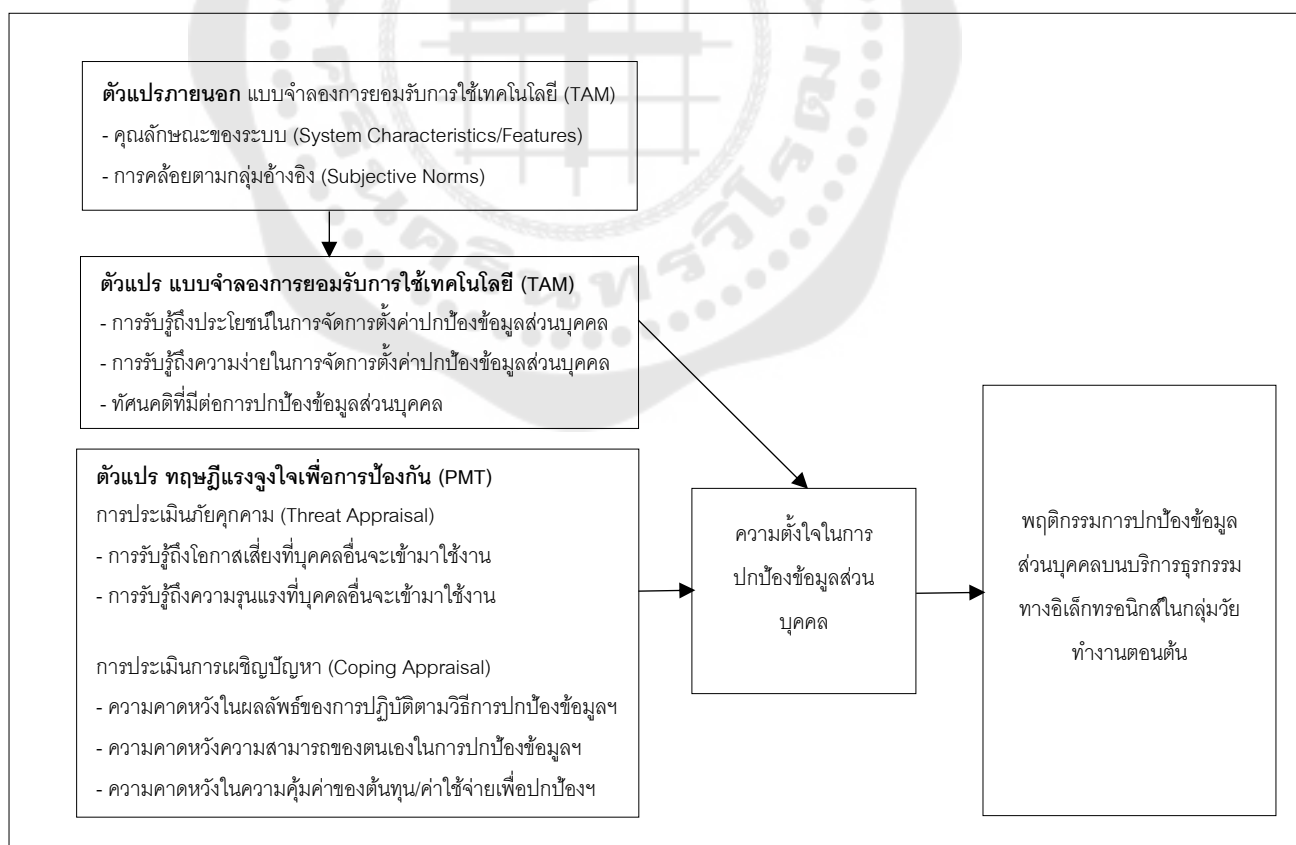 ตัวแปรภายนอก แบบจำลองการยอมรับการใช้เทคโนโลยี (TAM)
- คุณลักษณะของระบบ (System Characteristics/Features)
- การคล้อยตามกลุ่มอ้างอิง (Subjective Norms)
ตัวแปร แบบจำลองการยอมรับการใช้เทคโนโลยี (TAM)
- การรับรู้ถึงประโยชน์ในการจัดการตั้งค่าปกป้องข้อมูลส่วนบุคคล
- การรับรู้ถึงความง่ายในการจัดการตั้งค่าปกป้องข้อมูลส่วนบุคคล
- ทัศนคติที่มีต่อการปกป้องข้อมูลส่วนบุคคล
ตัวแปร ทฤษฎีแรงจูงใจเพื่อการป้องกัน (PMT)
การประเมินภัยคุกคาม (Threat Appraisal)
- การรับรู้ถึงโอกาสเสี่ยงที่บุคคลอื่นจะเข้ามาใช้งาน
- การรับรู้ถึงความรุนแรงที่บุคคลอื่นจะเข้ามาใช้งาน
การประเมินการเผชิญปัญหา (Coping Appraisal)
- ความคาดหวังในผลลัพธ์ของการปฏิบัติตามวิธีการปกป้องข้อมูลฯ
- ความคาดหวังความสามารถของตนเองในการปกป้องข้อมูลฯ
- ความคาดหวังในความคุ้มค่าของต้นทุน/ค่าใช้จ่ายเพื่อปกป้องฯ
ความตั้งใจในการ
ปกป้องข้อมูลส่วน
บุคคล
พฤติกรรมการปกป้องข้อมูล
ส่วนบุคคลบนบริการธุรกรรม
ทางอิเล็กทรอนิกส์ในกลุ่มวัย
ทำงานตอนต้น
ศรีนครินทรวิโรฒ